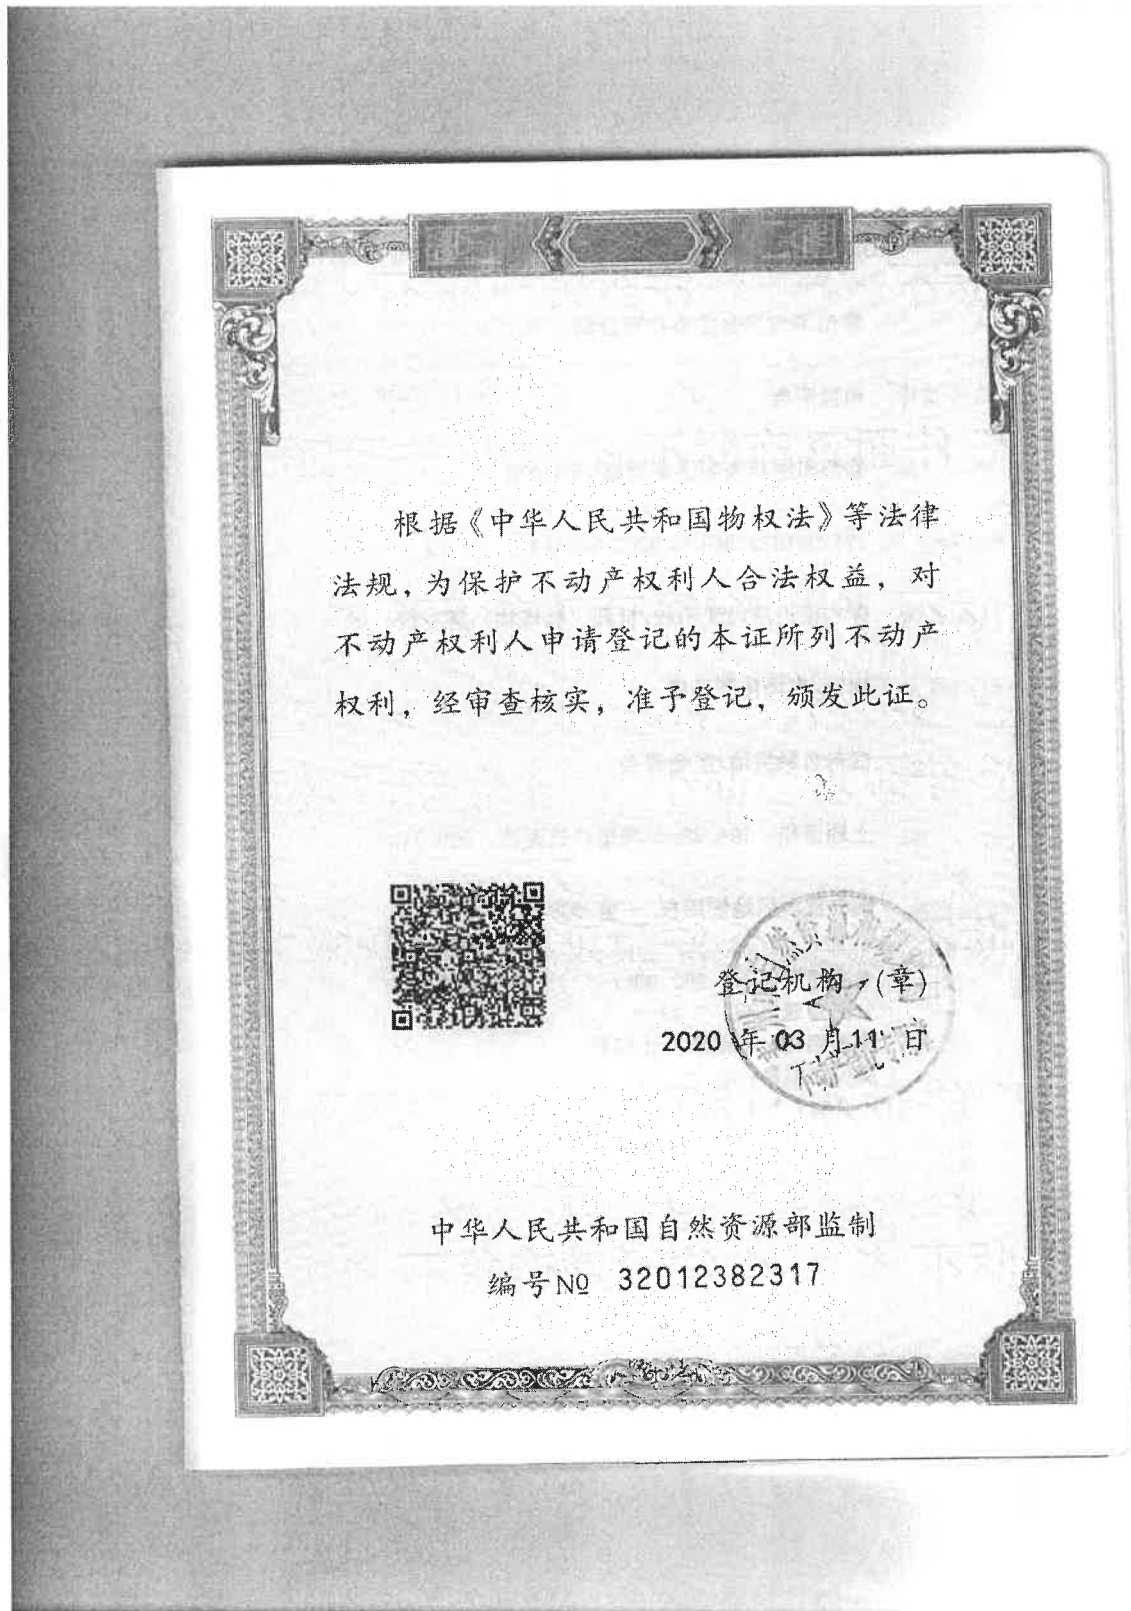 根据《中华人民共和国物权法》等法律
法规，为保护不动产权利人合法权益，对
不动产权利人申请登记的本证所列不动产
权利，经审查核实，准予登记，颁发此证。
登记机构 (章)
2020 年 03 月 11 日
中华人民共和国自然资源部监制
编号 № 32012382317